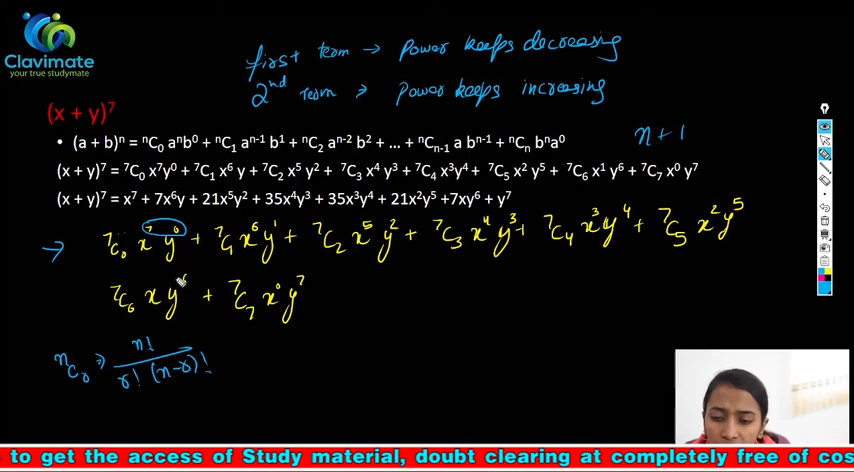 Clavimate
your true studymate
first term → Power keeps decreasing
2nd term → Power keeps increasing
(x + y)⁷
n + 1
• (a + b)ⁿ = ⁿC₀ aⁿb⁰ + ⁿC₁ aⁿ⁻¹ b¹ + ⁿC₂ aⁿ⁻² b² + ... + ⁿCₙ₋₁ a bⁿ⁻¹ + ⁿCₙ bⁿa⁰
(x + y)⁷ = ⁷C₀ x⁷y⁰ + ⁷C₁ x⁶ y + ⁷C₂ x⁵ y² + ⁷C₃ x⁴ y³ + ⁷C₄ x³y⁴ + ⁷C₅ x² y⁵ + ⁷C₆ x¹ y⁶ + ⁷C₇ x⁰ y⁷
(x + y)⁷ = x⁷ + 7x⁶y + 21x⁵y² + 35x⁴y³ + 35x³y⁴ + 21x²y⁵ +7xy⁶ + y⁷
→ ⁷C₀ x⁷ y⁰ + ⁷C₁ x⁶ y¹ + ⁷C₂ x⁵ y² + ⁷C₃ x⁴ y³ + ⁷C₄ x³ y⁴ + ⁷C₅ x² y⁵
⁷C₆ x y⁶ + ⁷C₇ x⁰ y⁷
ⁿCᵣ ⇒ n! / r! (n-r)!
to get the access of Study material, doubt clearing at completely free of cos